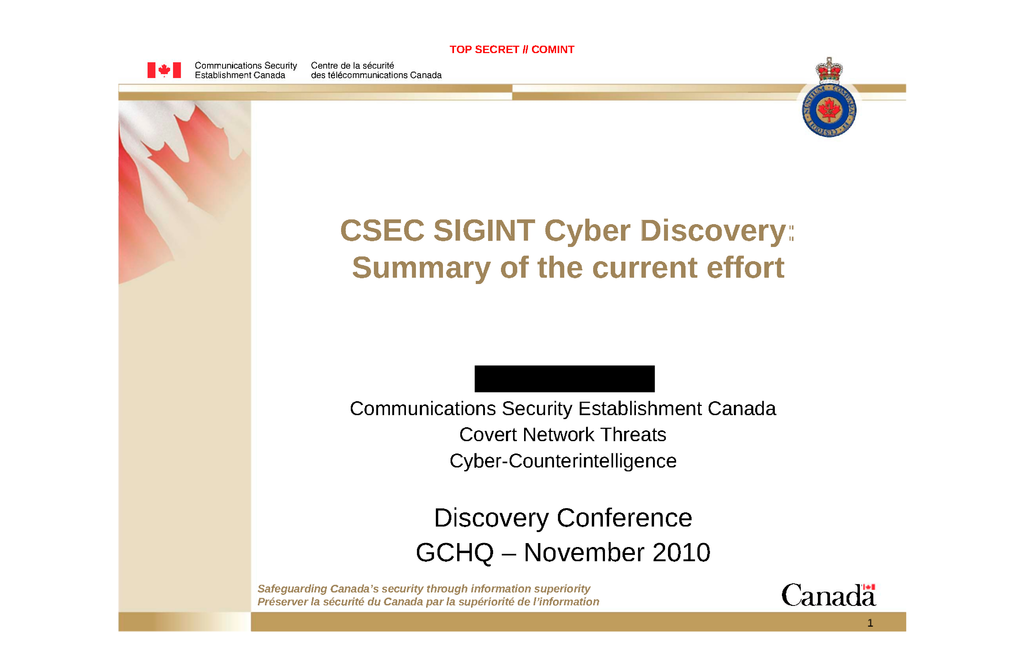 TOP SECRET // COMINT
Communications Security Establishment Canada
Centre de la sécurité des télécommunications Canada
CSEC SIGINT Cyber Discovery:
Summary of the current effort
Communications Security Establishment Canada
Covert Network Threats
Cyber-Counterintelligence
Discovery Conference
GCHQ – November 2010
Safeguarding Canada's security through information superiority
Préserver la sécurité du Canada par la supériorité de l'information
Canada
1